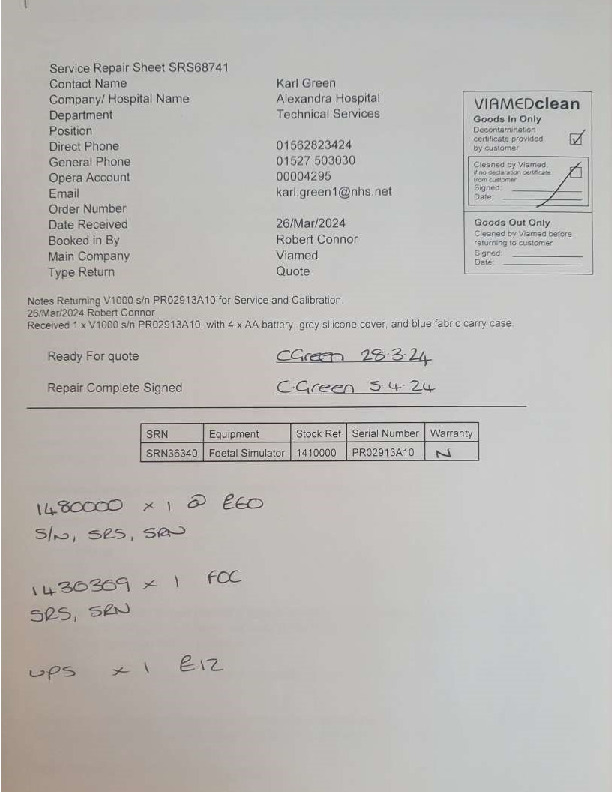 Service Repair Sheet SRS68741
Contact Name Karl Green
Company/ Hospital Name Alexandra Hospital
Department Technical Services
Position
Direct Phone 01562823424
General Phone 01527 503030
Opera Account 00004295
Email karl.green1@nhs.net
Order Number
Date Received 26/Mar/2024
Booked in By Robert Connor
Main Company Viamed
Type Return Quote
VIAMEDclean
Goods In Only
Decontamination
certificate provided
by customer
Cleaned by Viamed
if no declaration certificate
from customer
Signed:
Date:
Goods Out Only
Cleaned by Viamed before
returning to customer
Signed:
Date:
Notes Returning V1000 s/n PR02913A10 for Service and Calibration
26/Mar/2024 Robert Connor
Received 1 x V1000 s/n PR02913A10 with 4 x AA battery, grey silicone cover, and blue fabric carry case.
Ready For quote CGreen 28.3.24
Repair Complete Signed C.Green 5.4.24
SRN Equipment Stock Ref Serial Number Warranty
SRN36340 Foetal Simulator 1410000 PR02913A10 N
1480000 x 1 @ £60
S/N, SRS, SRN
1430309 x 1 FOC
SRS, SRN
UPS x 1 £12